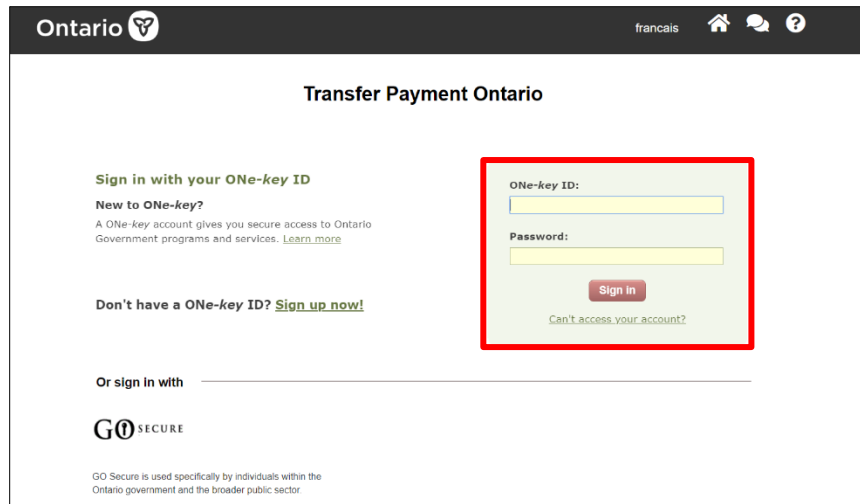 Ontario
francais
Transfer Payment Ontario
Sign in with your ONe-key ID
New to ONe-key?
A ONe-key account gives you secure access to Ontario
Government programs and services. Learn more
Don't have a ONe-key ID? Sign up now!
ONe-key ID:
Password:
Sign in
Can't access your account?
Or sign in with
GO SECURE
GO Secure is used specifically by individuals within the
Ontario government and the broader public sector.